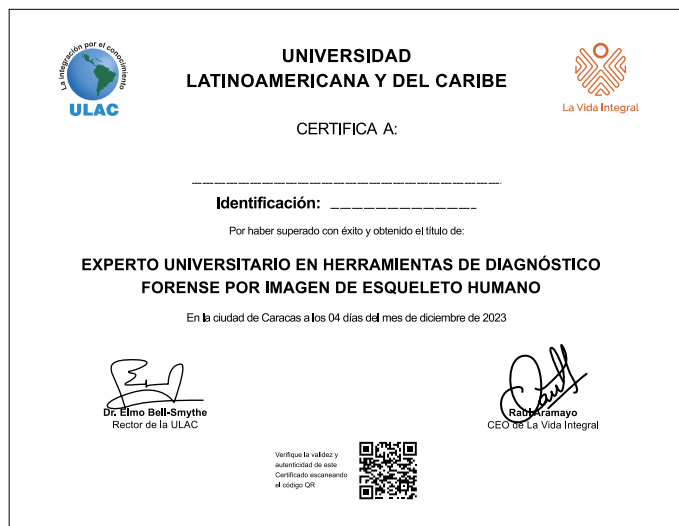 La integración por el conocimiento
ULAC
UNIVERSIDAD
LATINOAMERICANA Y DEL CARIBE
La Vida Integral
CERTIFICA A:
Identificación:
Por haber superado con éxito y obtenido el título de:
EXPERTO UNIVERSITARIO EN HERRAMIENTAS DE DIAGNÓSTICO
FORENSE POR IMAGEN DE ESQUELETO HUMANO
En la ciudad de Caracas a los 04 días del mes de diciembre de 2023
Dr. Elmo Bell-Smythe
Rector de la ULAC
Raúl Aramayo
CEO de La Vida Integral
Verifique la validez y
autenticidad de este
Certificado escaneando
el código QR